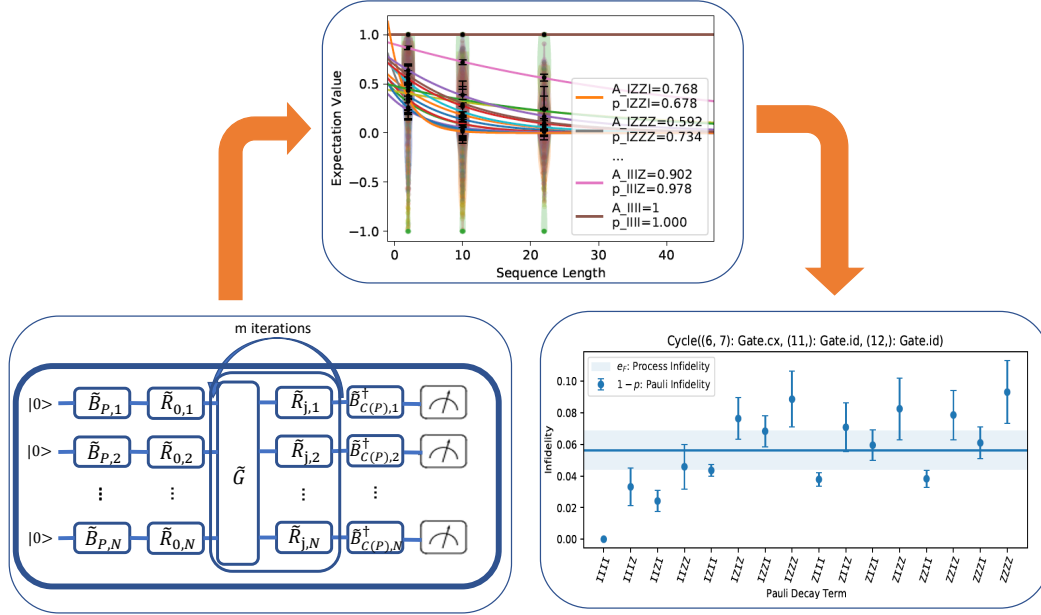 1.0
0.5
0.0
−0.5
−1.0
Expectation Value
0
10
20
30
40
Sequence Length
A_IZZI=0.768
p_IZZI=0.678
A_IZZZ=0.592
p_IZZZ=0.734
...
A_IIIZ=0.902
p_IIIZ=0.978
A_IIII=1
p_IIII=1.000
m iterations
|0> B̃_{P,1} R̃_{0,1} R̃_{j,1} B̃†_{C(P),1}
|0> B̃_{P,2} R̃_{0,2} G̃ R̃_{j,2} B̃†_{C(P),2}
⋮ ⋮ ⋮ ⋮
|0> B̃_{P,N} R̃_{0,N} R̃_{j,N} B̃†_{C(P),N}
Cycle((6, 7): Gate.cx, (11,): Gate.id, (12,): Gate.id)
e_F: Process Infidelity
1 − p: Pauli Infidelity
0.10
0.08
0.06
0.04
0.02
0.00
Infidelity
IIII
IIIZ
IIZI
IIZZ
IZII
IZIZ
IZZI
IZZZ
ZIII
ZIIZ
ZIZI
ZIZZ
ZZII
ZZIZ
ZZZI
ZZZZ
Pauli Decay Term